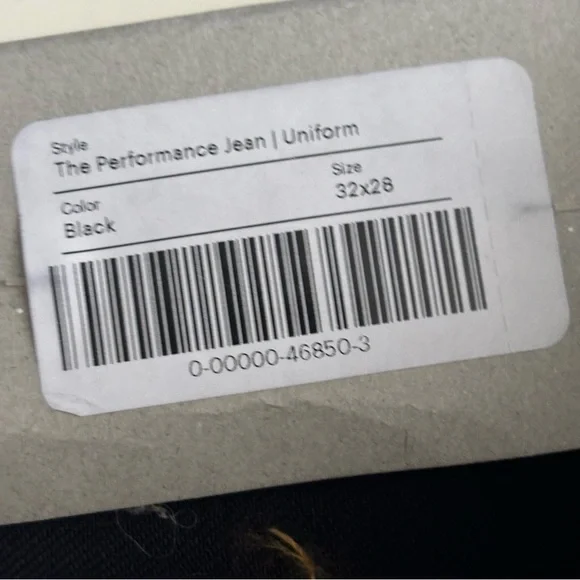 Style
The Performance Jean | Uniform
Color
Size
Black
32x28
0-00000-46850-3